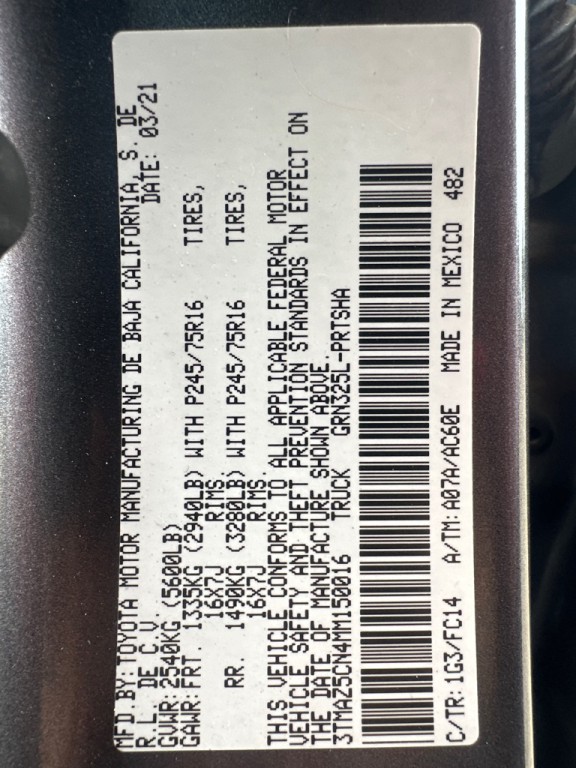 MFD.BY:TOYOTA MOTOR MANUFACTURING DE BAJA CALIFORNIA, S. DE
R.L. DE C.V. DATE: 03/21
GVWR:2540KG (5600LB)
GAWR:FRT. 1335KG (2940LB) WITH P245/75R16 TIRES,
16X7J RIMS.
RR. 1490KG (3280LB) WITH P245/75R16 TIRES,
16X7J RIMS.
THIS VEHICLE CONFORMS TO ALL APPLICABLE FEDERAL MOTOR
VEHICLE SAFETY AND THEFT PREVENTION STANDARDS IN EFFECT ON
THE DATE OF MANUFACTURE SHOWN ABOVE.
3TMAZ5CN4MM150016 TRUCK GRN325L-PRTSHA
C/TR:1G3/FC14 A/TM:A07A/AC60E MADE IN MEXICO 482